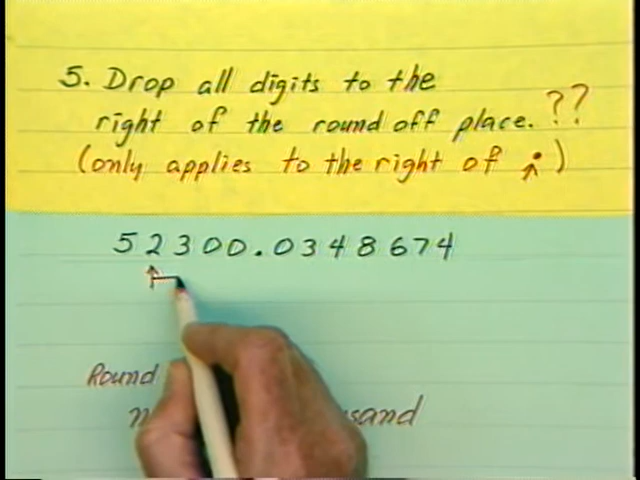 5. Drop all digits to the
right of the round off place. ??
(only applies to the right of .)
52300.0348674
Round